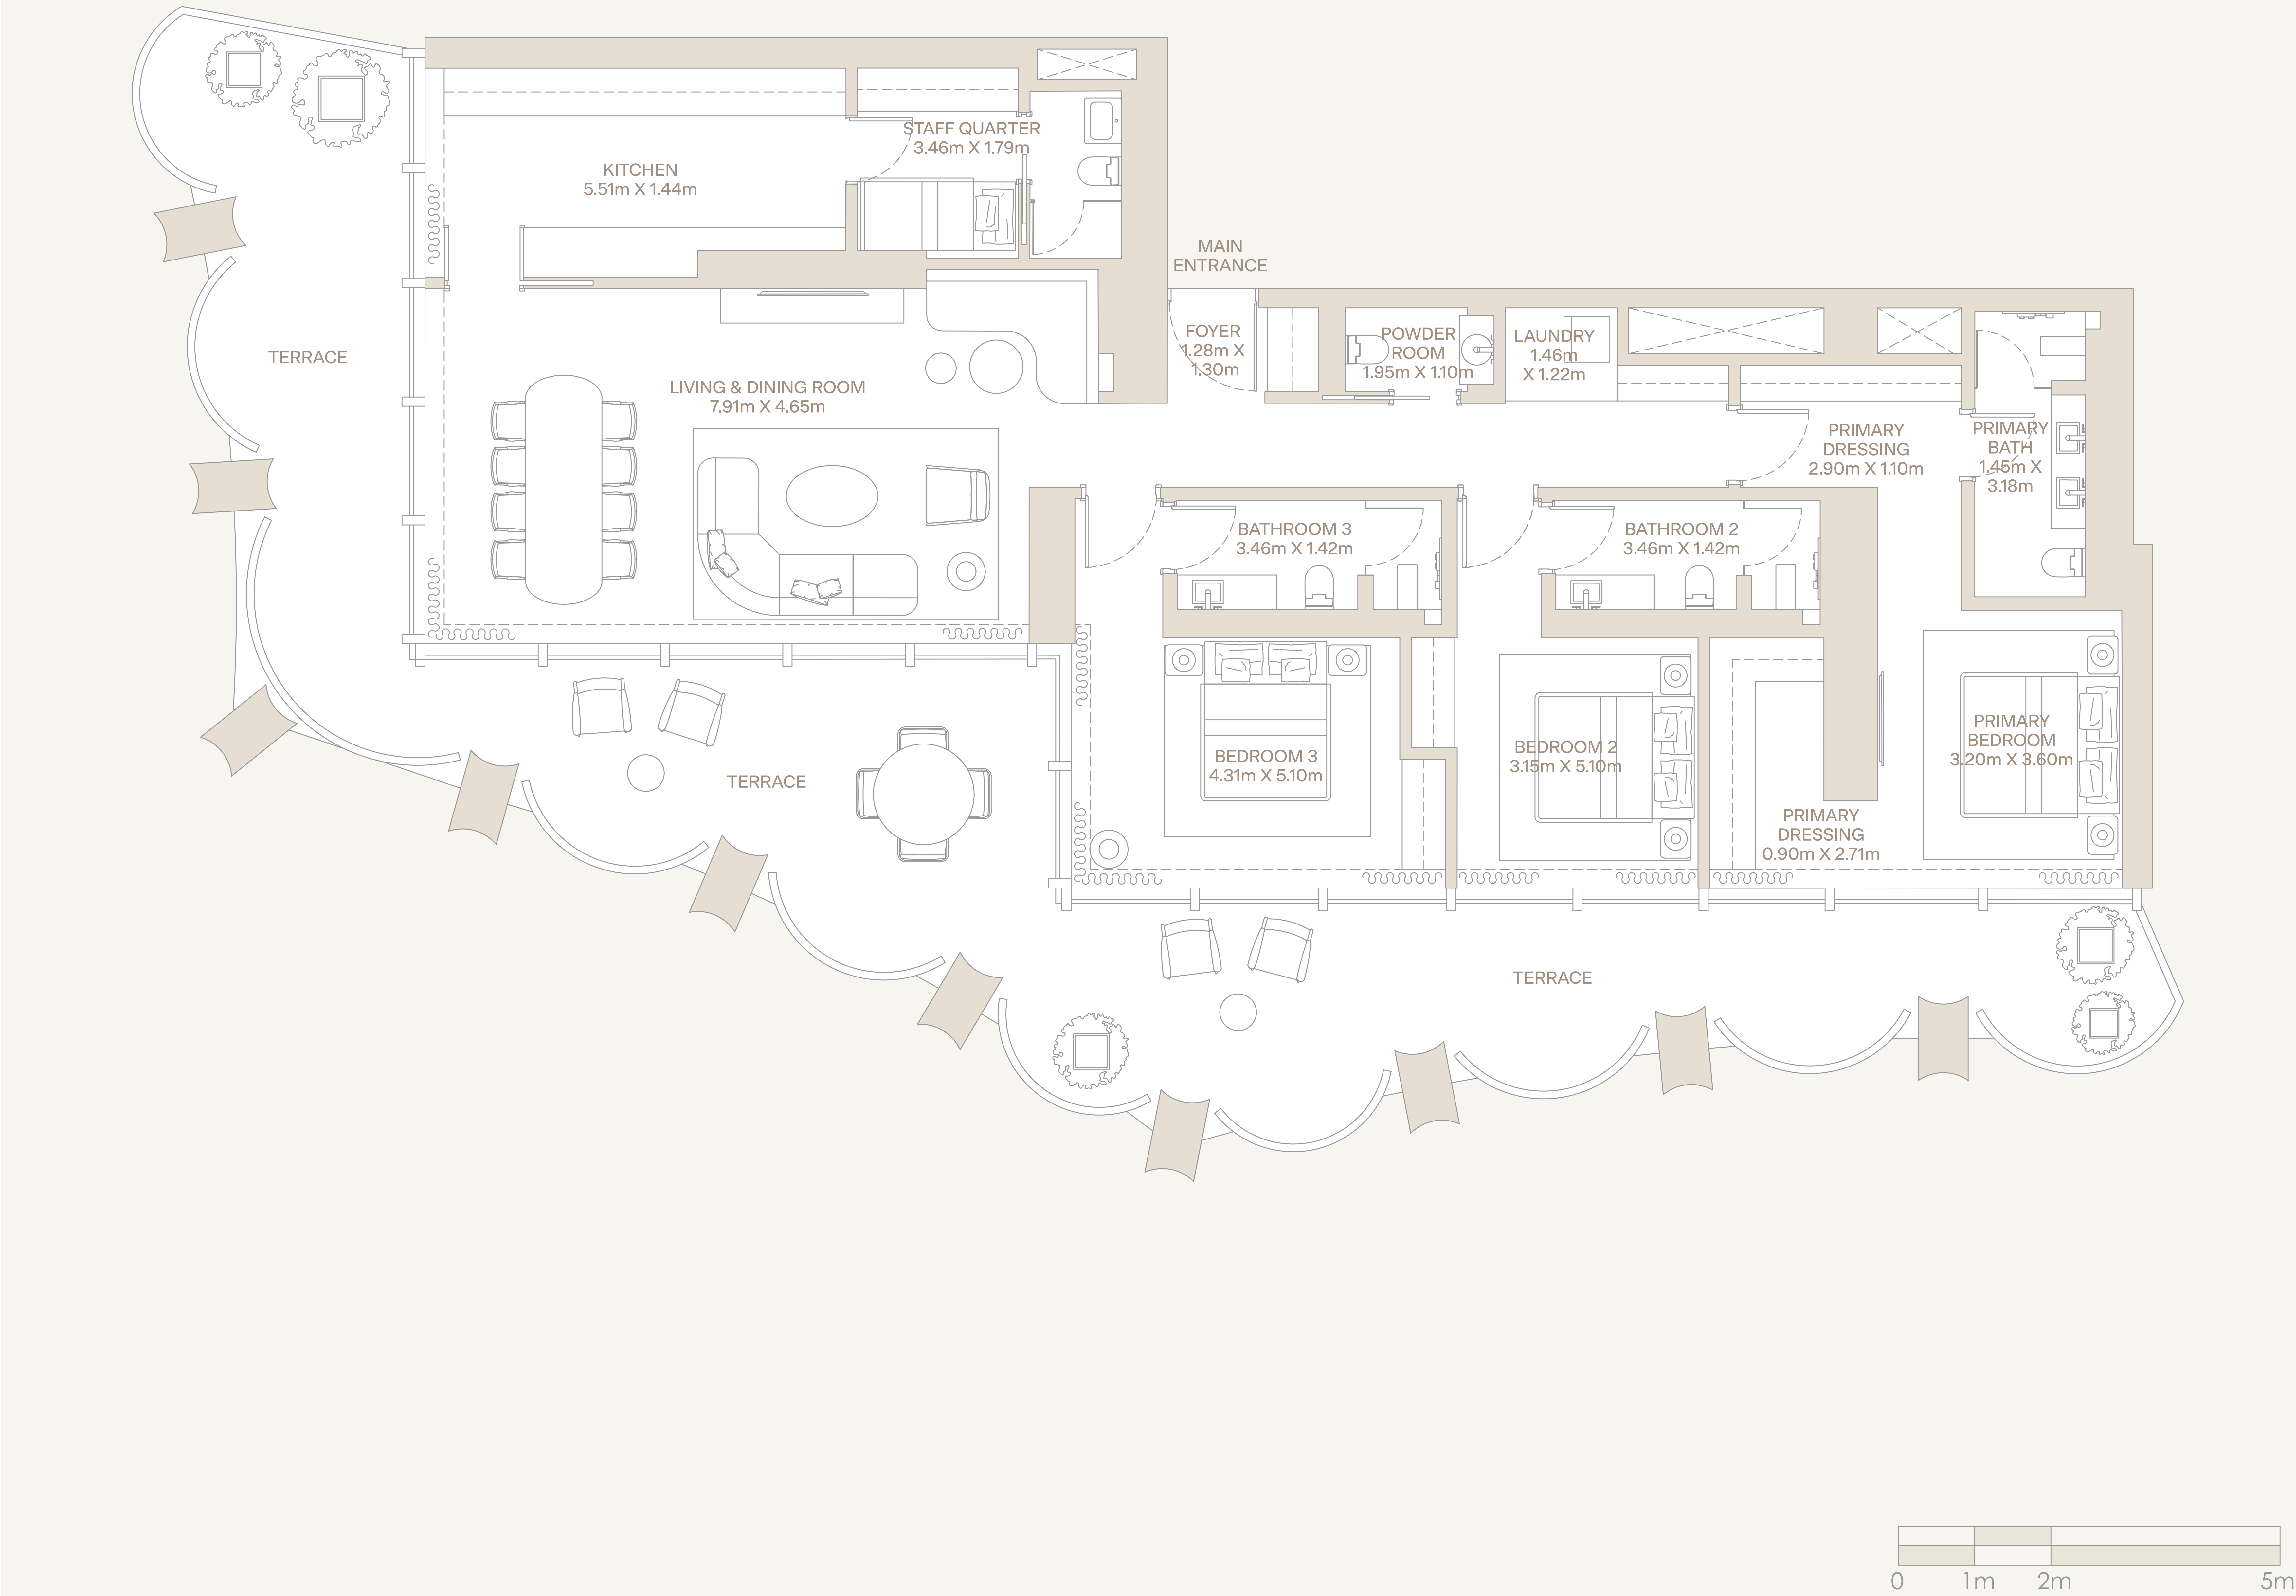 STAFF QUARTER
3.46m X 1.79m
KITCHEN
5.51m X 1.44m
MAIN
ENTRANCE
TERRACE
LIVING & DINING ROOM
7.91m X 4.65m
FOYER
1.28m X
1.30m
POWDER
ROOM
1.95m X 1.10m
LAUNDRY
1.46m
X 1.22m
PRIMARY
DRESSING
2.90m X 1.10m
PRIMARY
BATH
1.45m X
3.18m
BATHROOM 3
3.46m X 1.42m
BATHROOM 2
3.46m X 1.42m
TERRACE
BEDROOM 3
4.31m X 5.10m
BEDROOM 2
3.15m X 5.10m
PRIMARY
BEDROOM
3.20m X 3.60m
PRIMARY
DRESSING
0.90m X 2.71m
TERRACE
0 1m 2m 5m